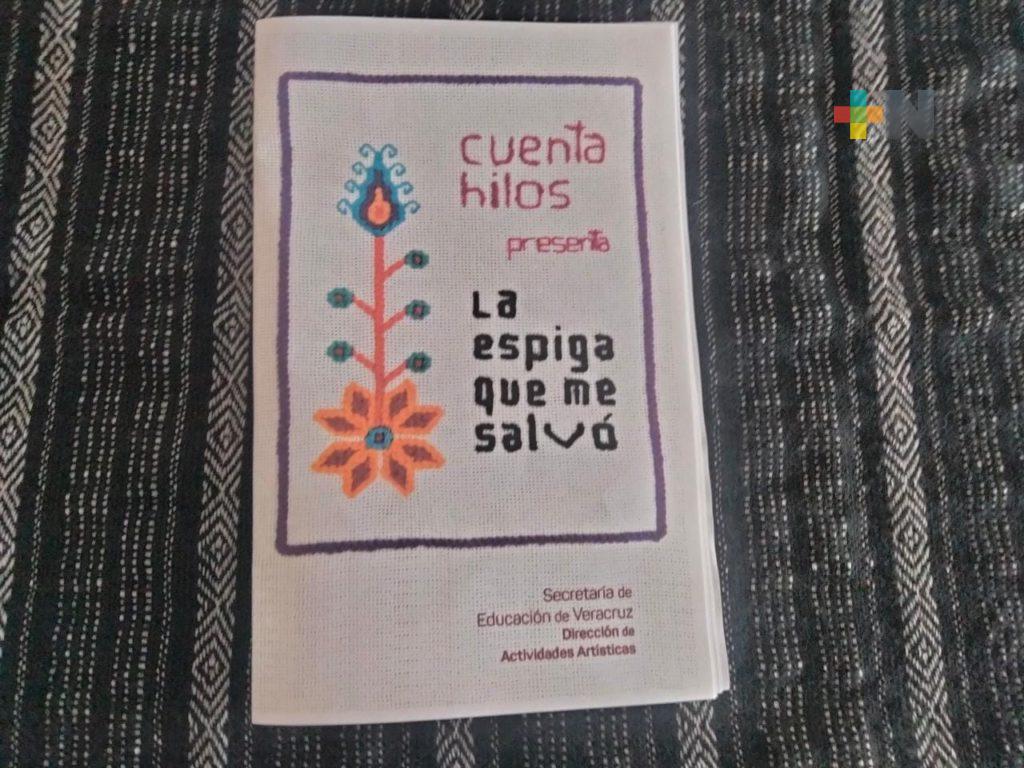 +N
cuenta
hilos
presenta
La
espiga
que me
salvó
Secretaría de
Educación de Veracruz
Dirección de
Actividades Artísticas